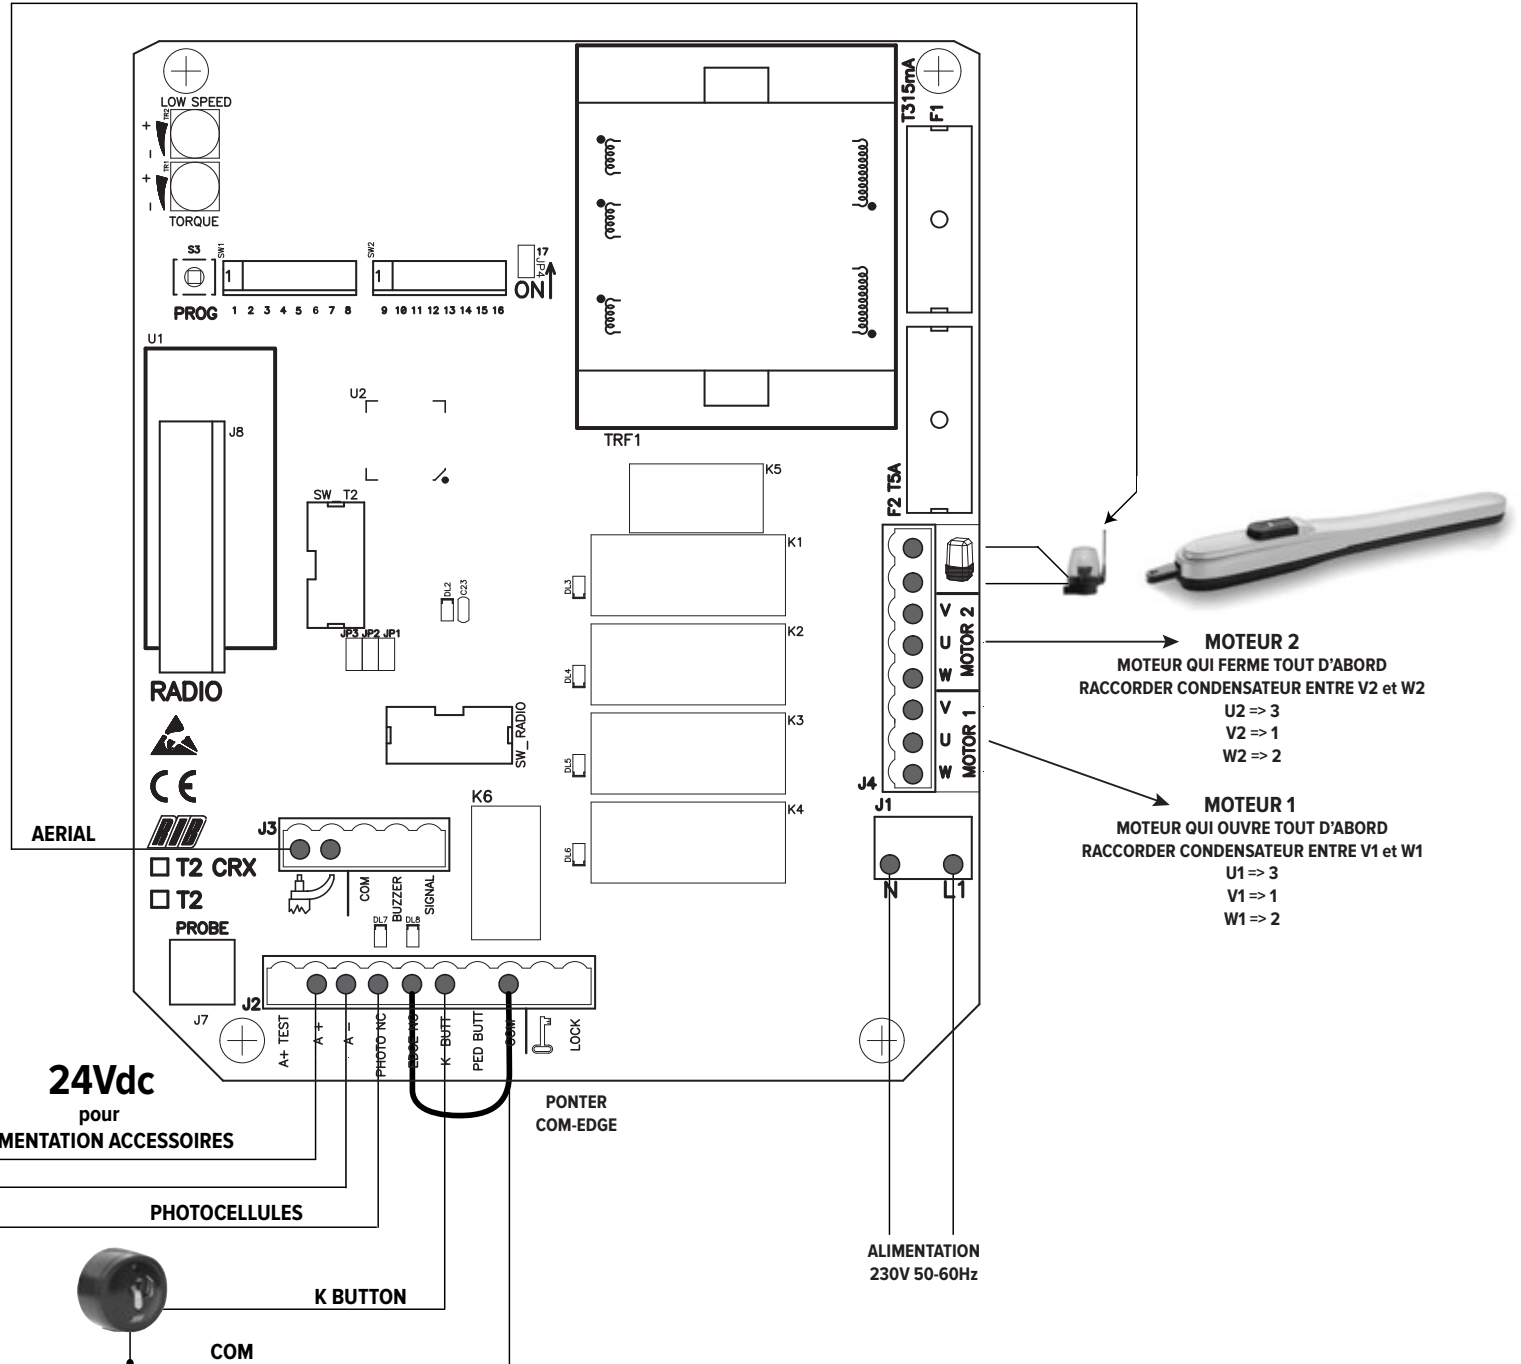 LOW SPEED
TR2
+
-
TR1
+
-
TORQUE
S3
PROG
SW1
1
1 2 3 4 5 6 7 8
SW2
1
9 10 11 12 13 14 15 16
17
JP4
ON
T315mA
F1
TRF1
F2 T5A
U1
J8
U2
SW T2
DL2
C23
JP3 JP2 JP1
RADIO
SW_RADIO
K5
K1
DL3
K2
DL4
K3
DL5
K4
DL6
K6
V
U
W
MOTOR 2
V
U
W
MOTOR 1
J4
J1
N
L1
MOTEUR 2
MOTEUR QUI FERME TOUT D'ABORD
RACCORDER CONDENSATEUR ENTRE V2 et W2
U2 => 3
V2 => 1
W2 => 2
MOTEUR 1
MOTEUR QUI OUVRE TOUT D'ABORD
RACCORDER CONDENSATEUR ENTRE V1 et W1
U1 => 3
V1 => 1
W1 => 2
CE
RIB
AERIAL
T2 CRX
T2
PROBE
J7
J3
COM
BUZZER
SIGNAL
DL7
DL8
J2
A+ TEST
A +
A -
PHOTO NC
EDGE NC
K BUTT
PED BUTT
COM
LOCK
24Vdc
pour
MENTATION ACCESSOIRES
PONTER
COM-EDGE
PHOTOCELLULES
K BUTTON
COM
ALIMENTATION
230V 50-60Hz